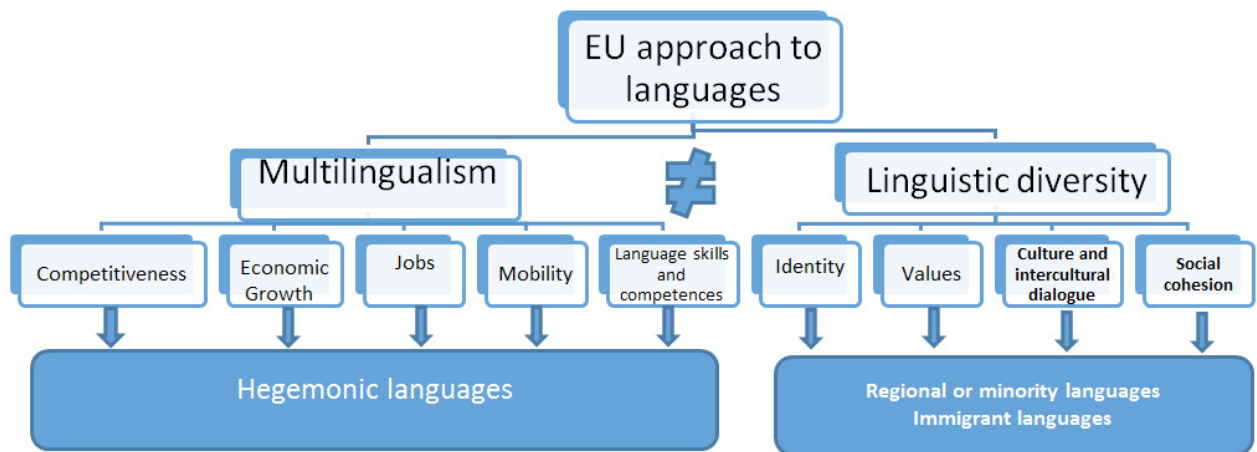 EU approach to
languages
Multilingualism
≠
Linguistic diversity
Competitiveness
Economic
Growth
Jobs
Mobility
Language skills
and
competences
Identity
Values
Culture and
intercultural
dialogue
Social
cohesion
Hegemonic languages
Regional or minority languages
Immigrant languages